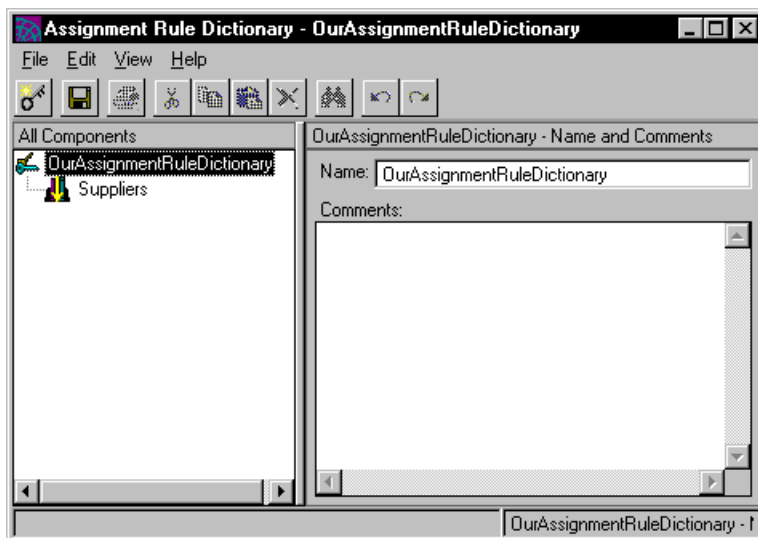 Assignment Rule Dictionary - OurAssignmentRuleDictionary
File Edit View Help
All Components
OurAssignmentRuleDictionary
Suppliers
OurAssignmentRuleDictionary - Name and Comments
Name: OurAssignmentRuleDictionary
Comments:
OurAssignmentRuleDictionary -